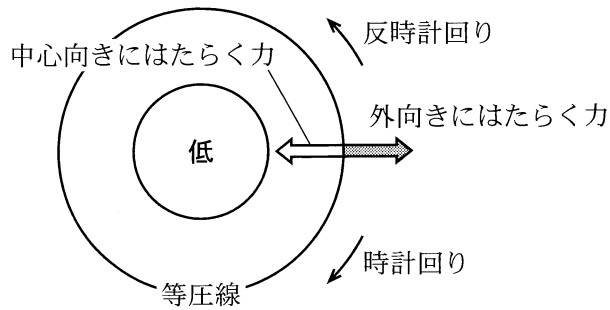 反時計回り
中心向きにはたらく力
外向きにはたらく力
低
時計回り
等圧線